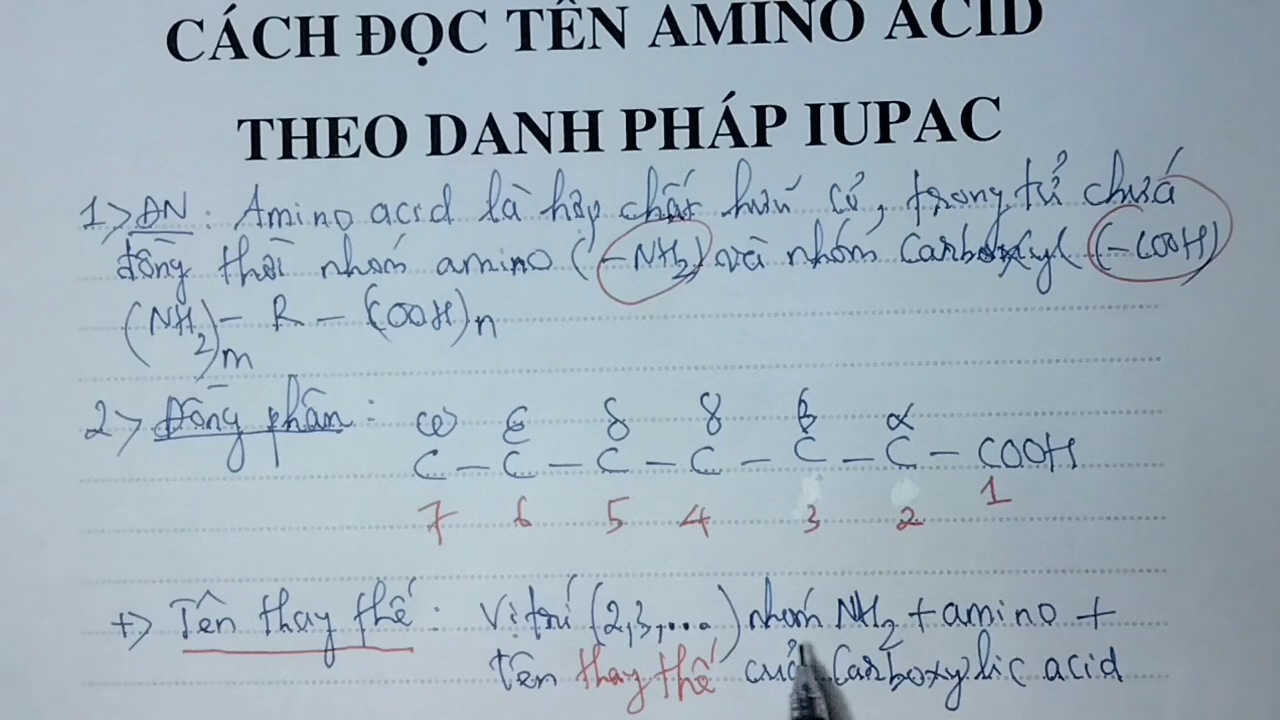 CÁCH ĐỌC TÊN AMINO ACID
THEO DANH PHÁP IUPAC
1> ĐN: Amino acid là hợp chất hữu cơ, trong tử chứa
đồng thời nhóm amino (-NH2) và nhóm Carboxyl (-COOH)
(NH2)m - R - (COOH)n
2> Đồng phân: ω ε δ γ β α
C - C - C - C - C - C - COOH
7 6 5 4 3 2 1
+> Tên thay thế: Vị trí (2,3,...) nhóm NH2 + amino +
tên thay thế của Carboxylic acid